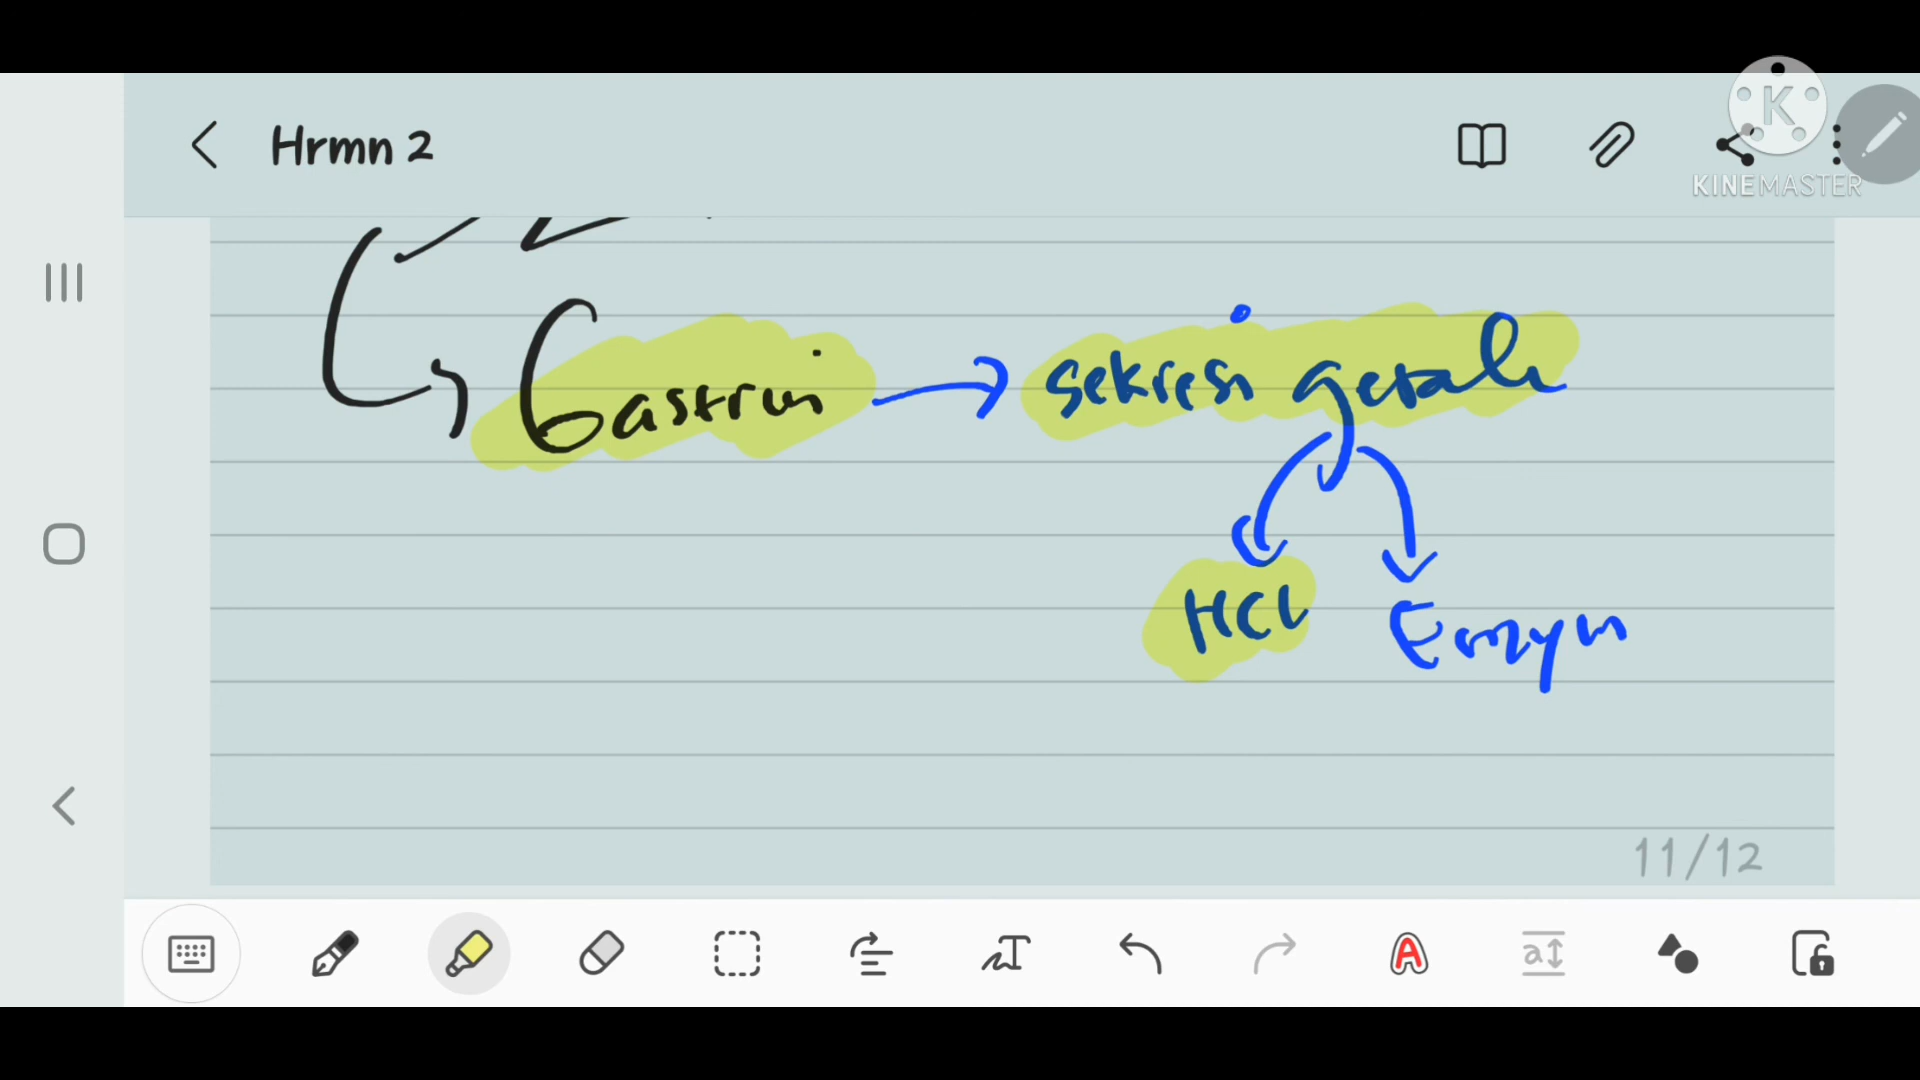 Hrmn 2
KINEMASTER
Gastrin → sekresi getah
HCl Enzym
11/12